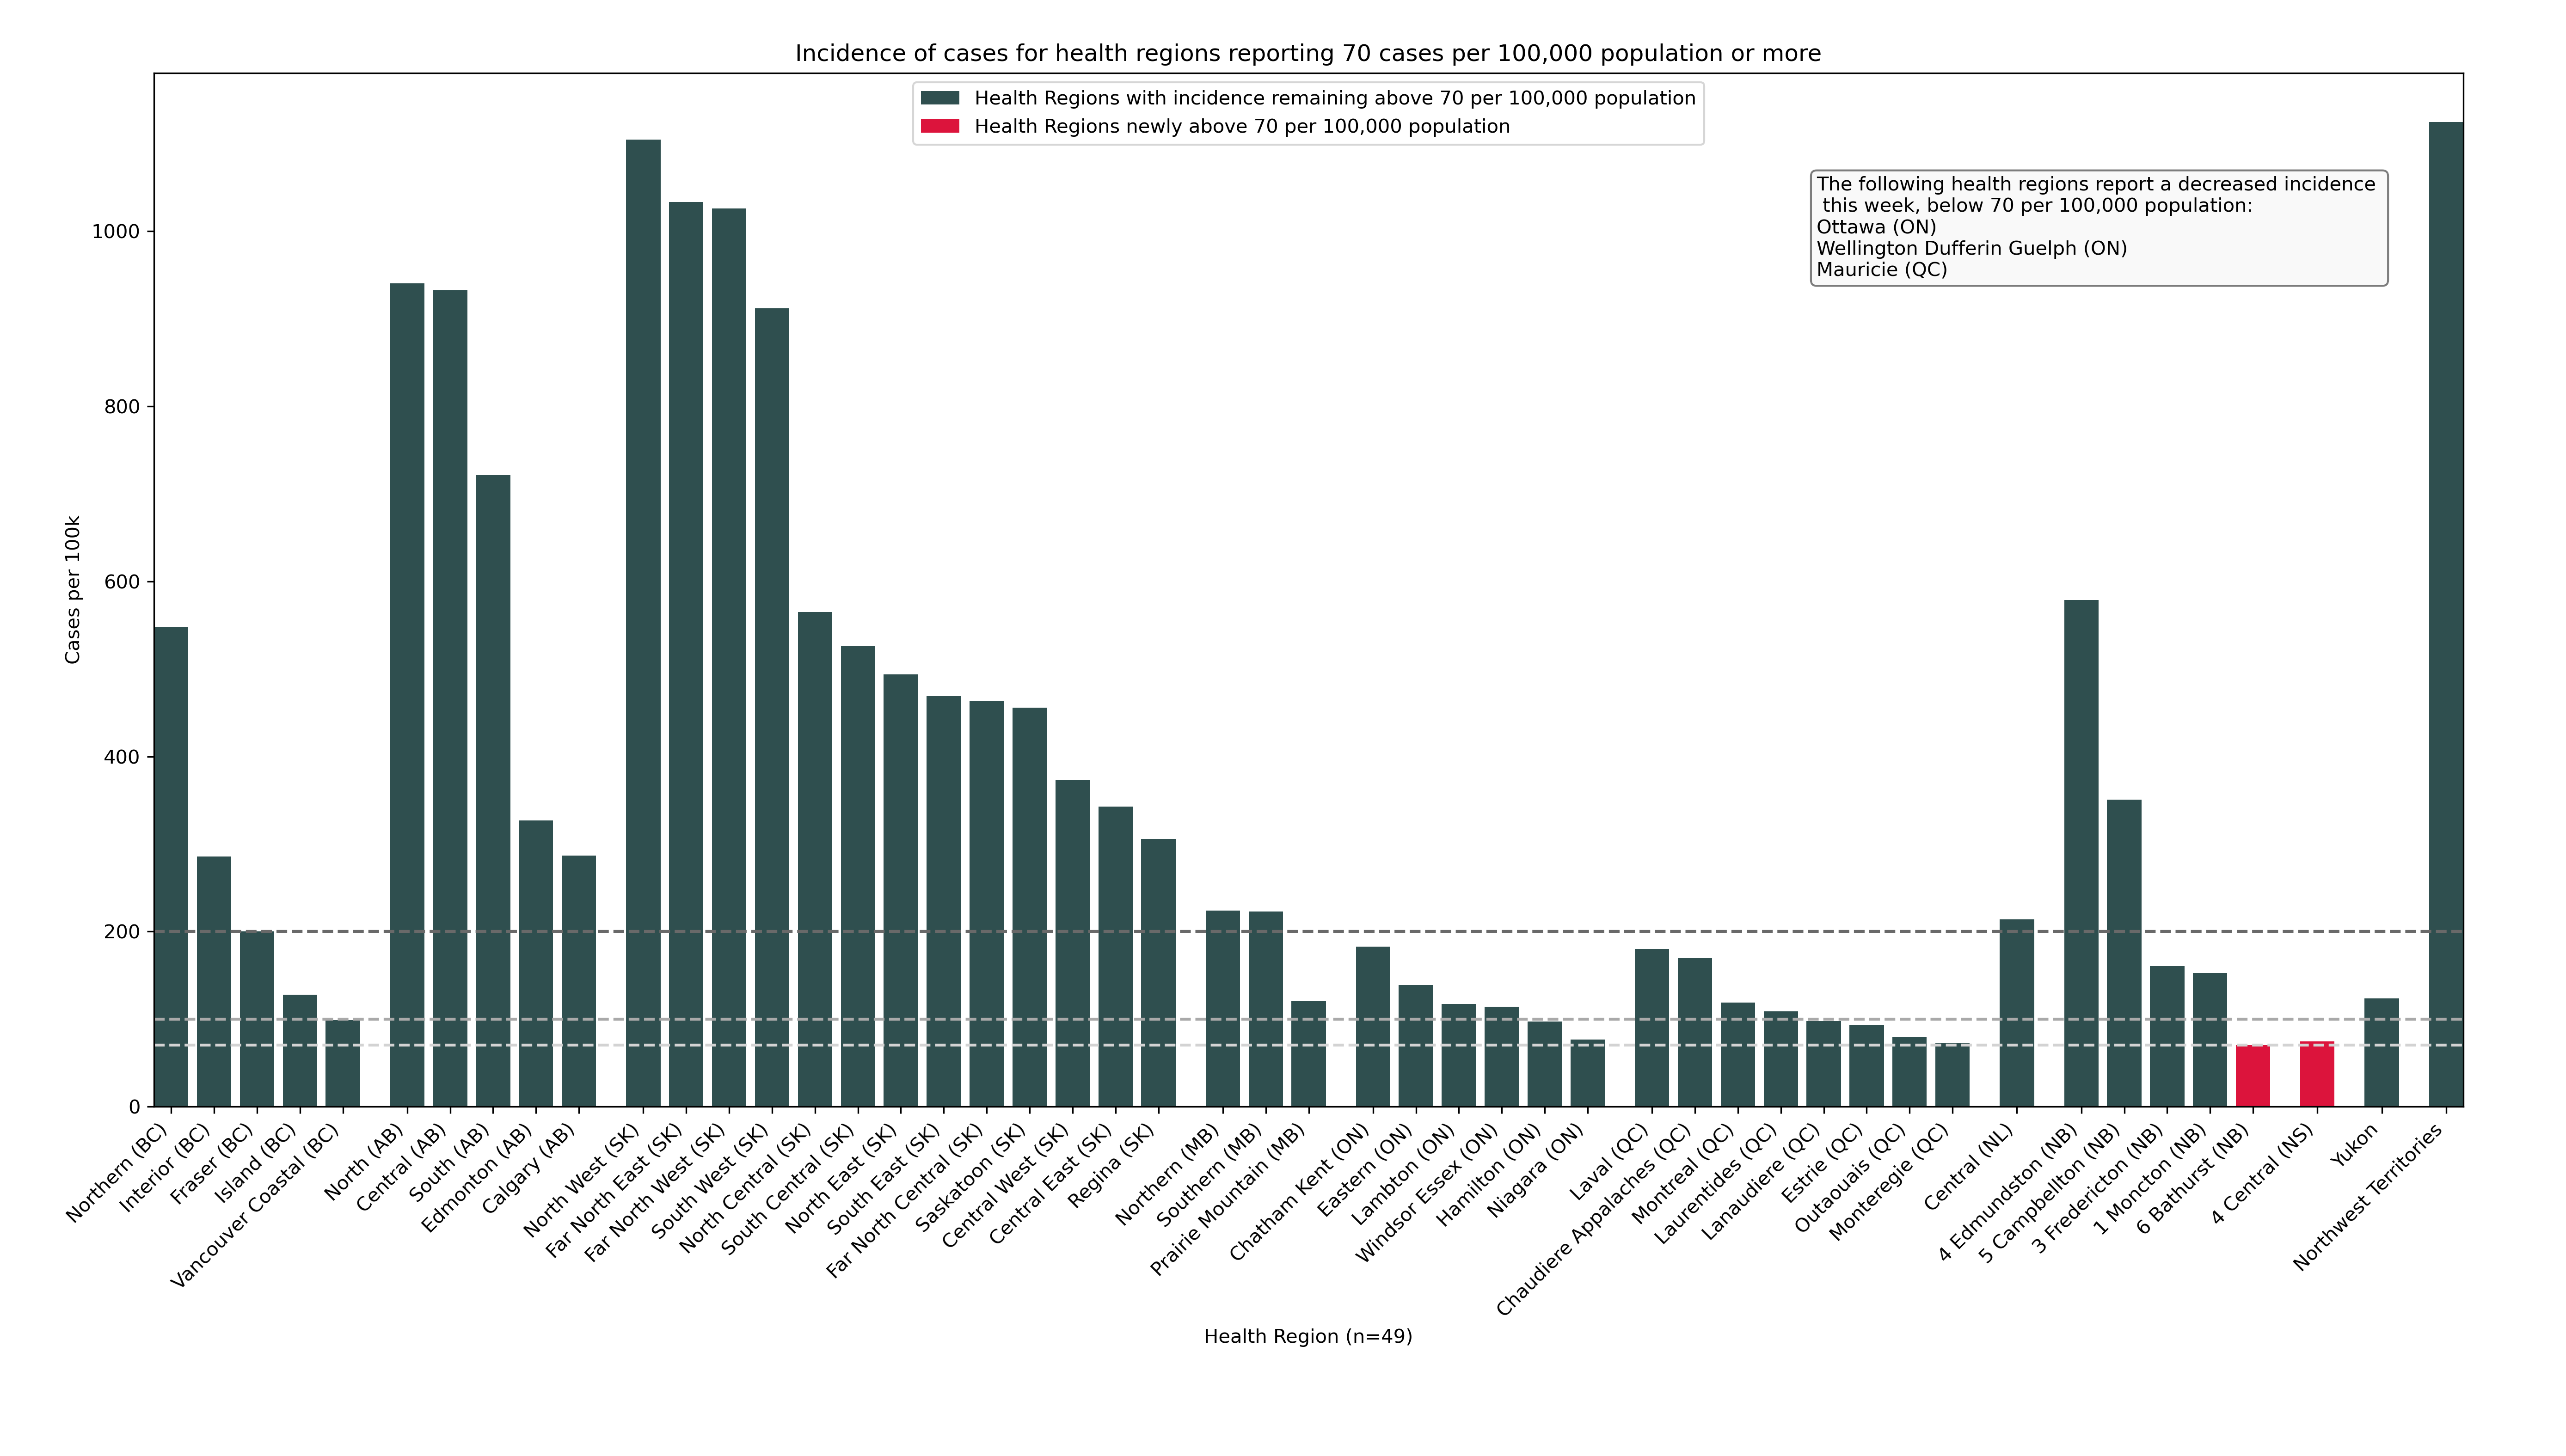 Incidence of cases for health regions reporting 70 cases per 100,000 population or more
Health Regions with incidence remaining above 70 per 100,000 population
Health Regions newly above 70 per 100,000 population
The following health regions report a decreased incidence
this week, below 70 per 100,000 population:
Ottawa (ON)
Wellington Dufferin Guelph (ON)
Mauricie (QC)
Cases per 100k
1000
800
600
400
200
0
Northern (BC)
Interior (BC)
Fraser (BC)
Island (BC)
Vancouver Coastal (BC)
North (AB)
Central (AB)
South (AB)
Edmonton (AB)
Calgary (AB)
North West (SK)
Far North East (SK)
Far North West (SK)
South West (SK)
North Central (SK)
South Central (SK)
North East (SK)
South East (SK)
Far North Central (SK)
Saskatoon (SK)
Central West (SK)
Central East (SK)
Regina (SK)
Northern (MB)
Southern (MB)
Prairie Mountain (MB)
Chatham Kent (ON)
Eastern (ON)
Lambton (ON)
Windsor Essex (ON)
Hamilton (ON)
Niagara (ON)
Laval (QC)
Chaudiere Appalaches (QC)
Montreal (QC)
Laurentides (QC)
Lanaudiere (QC)
Estrie (QC)
Outaouais (QC)
Monteregie (QC)
Central (NL)
4 Edmundston (NB)
5 Campbellton (NB)
3 Fredericton (NB)
1 Moncton (NB)
6 Bathurst (NB)
4 Central (NS)
Yukon
Northwest Territories
Health Region (n=49)